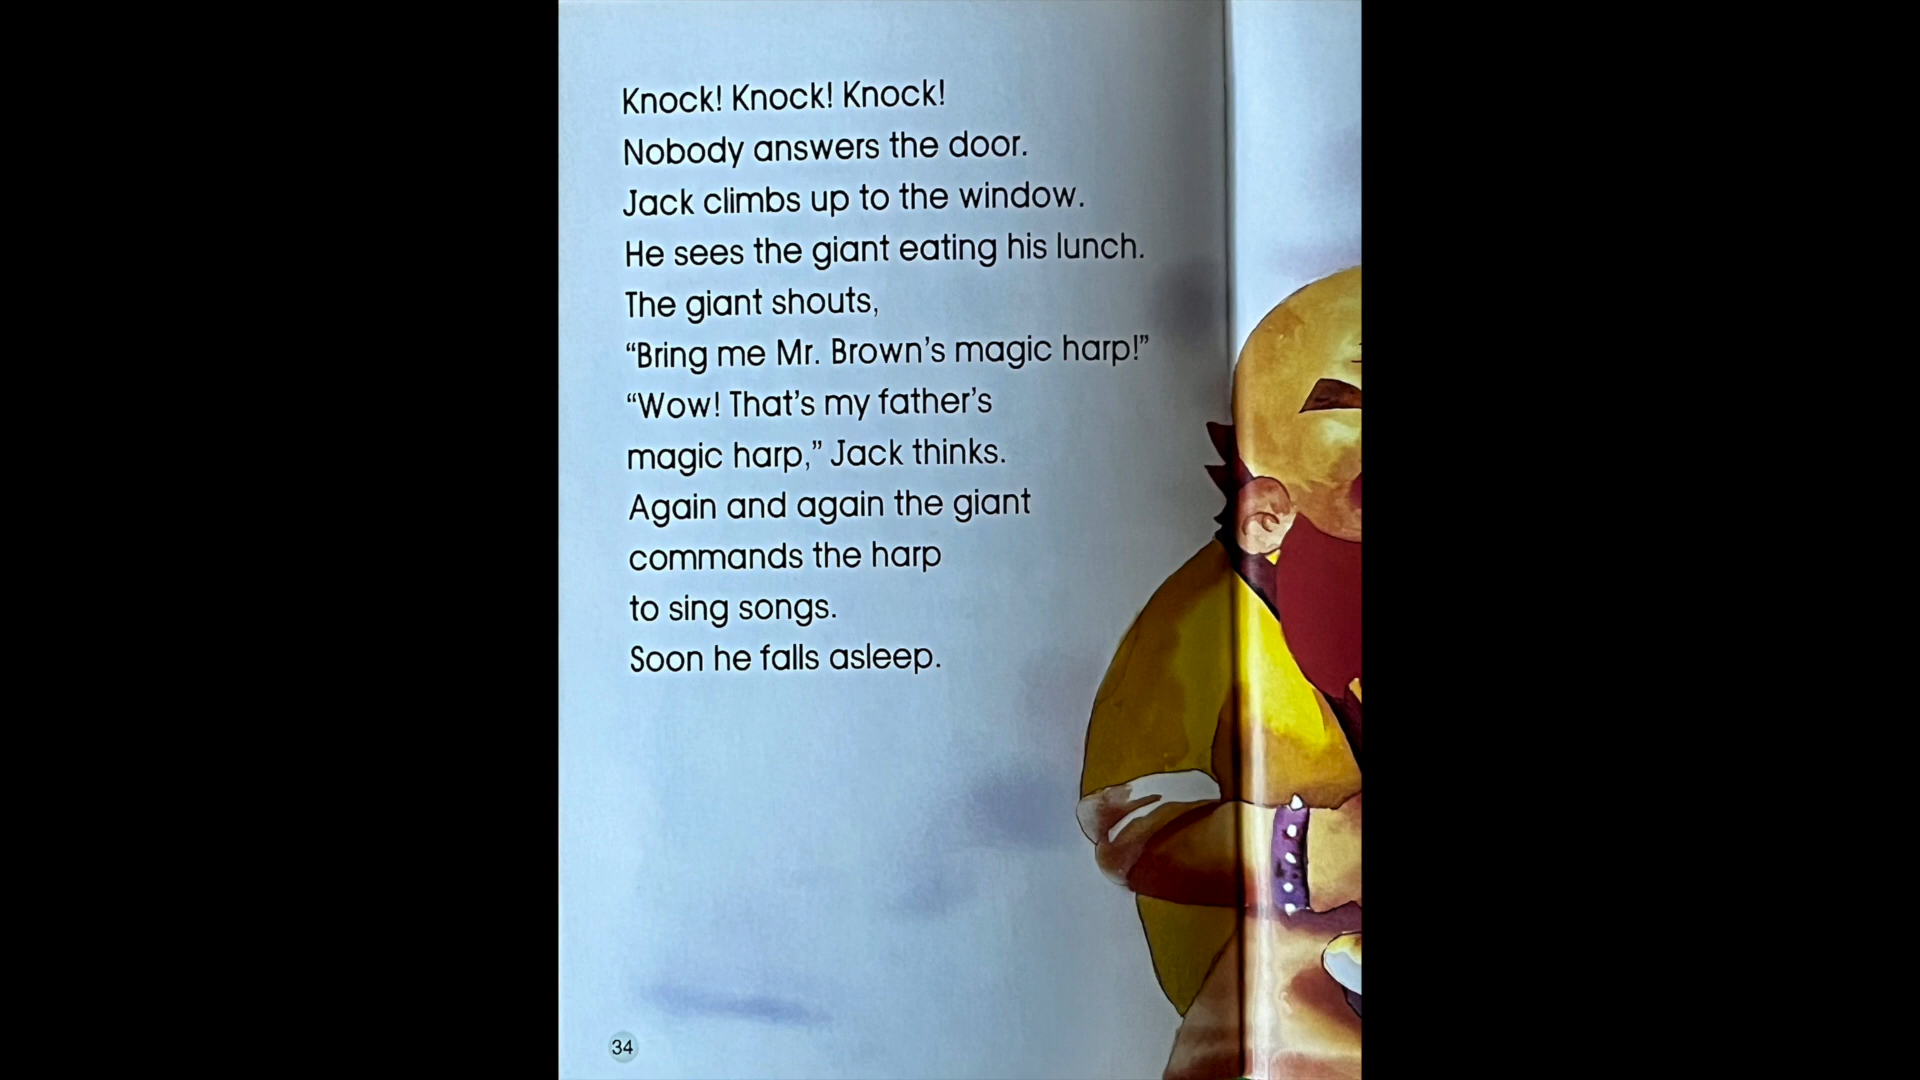 Knock! Knock! Knock!
Nobody answers the door.
Jack climbs up to the window.
He sees the giant eating his lunch.
The giant shouts,
“Bring me Mr. Brown’s magic harp!”
“Wow! That’s my father’s
magic harp,” Jack thinks.
Again and again the giant
commands the harp
to sing songs.
Soon he falls asleep.
34